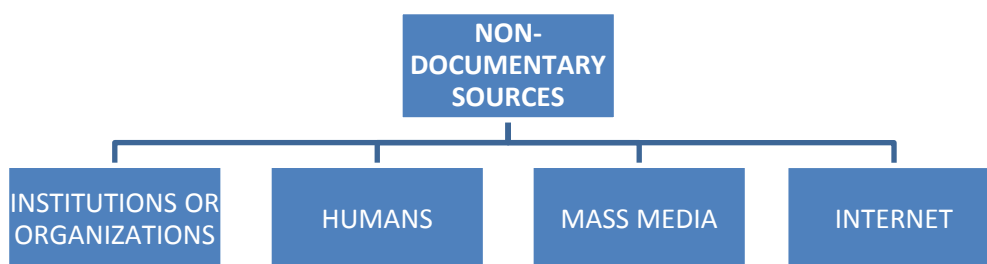 NON-
DOCUMENTARY
SOURCES
INSTITUTIONS OR
ORGANIZATIONS
HUMANS
MASS MEDIA
INTERNET